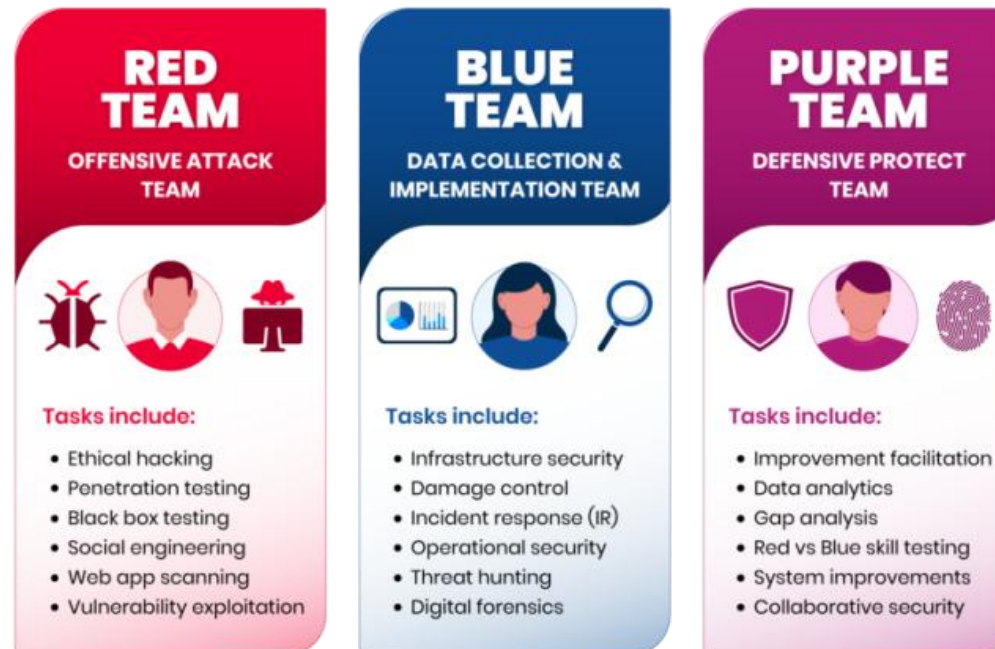 RED
TEAM
OFFENSIVE ATTACK
TEAM
Tasks include:
• Ethical hacking
• Penetration testing
• Black box testing
• Social engineering
• Web app scanning
• Vulnerability exploitation
BLUE
TEAM
DATA COLLECTION &
IMPLEMENTATION TEAM
Tasks include:
• Infrastructure security
• Damage control
• Incident response (IR)
• Operational security
• Threat hunting
• Digital forensics
PURPLE
TEAM
DEFENSIVE PROTECT
TEAM
Tasks include:
• Improvement facilitation
• Data analytics
• Gap analysis
• Red vs Blue skill testing
• System improvements
• Collaborative security